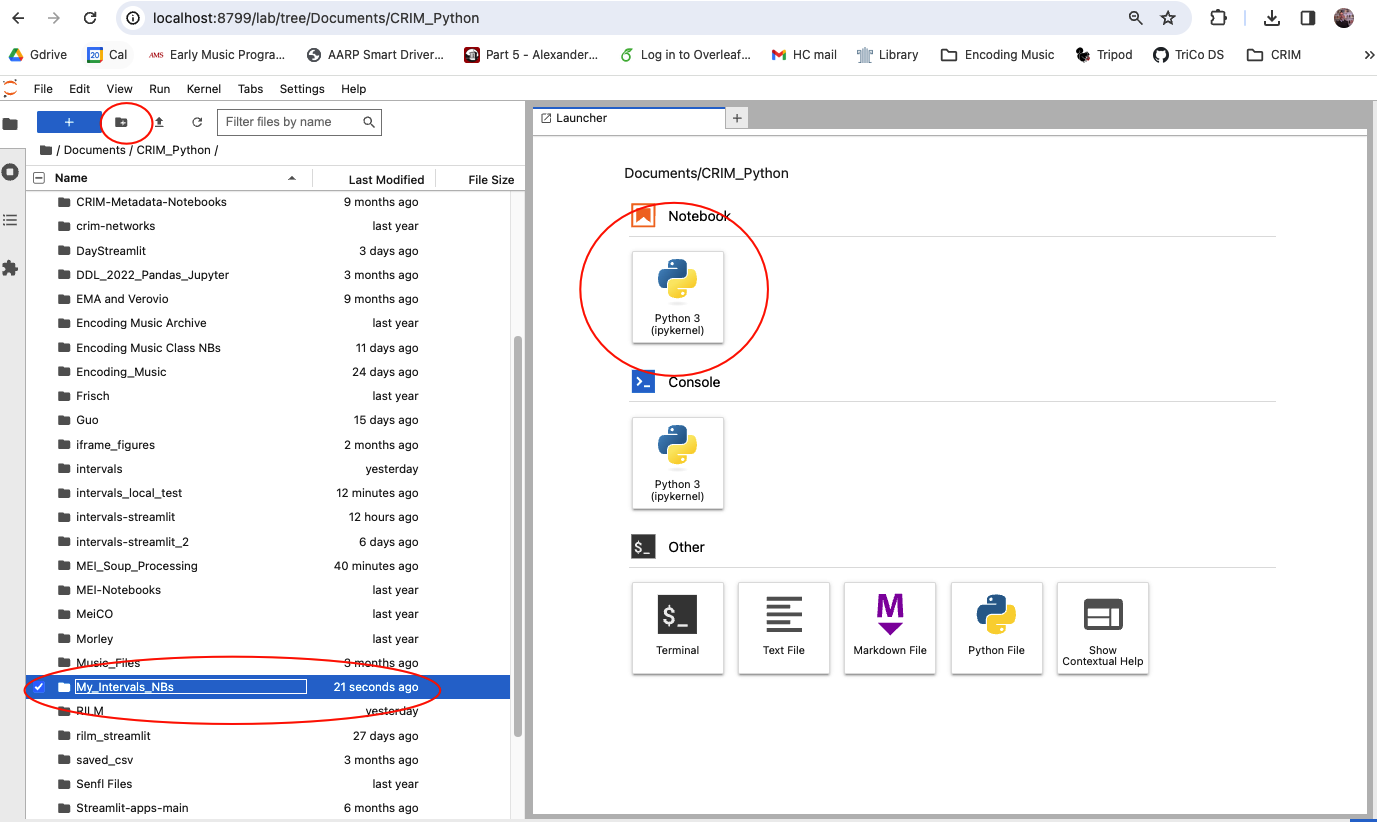 localhost:8799/lab/tree/Documents/CRIM_Python
Gdrive 20 Cal AMS Early Music Progra... AARP Smart Driver... Part 5 - Alexander... Log in to Overleaf... HC mail Library Encoding Music Tripod TriCo DS CRIM »
File Edit View Run Kernel Tabs Settings Help
+ Filter files by name
/ Documents / CRIM_Python /
Name Last Modified File Size
CRIM-Metadata-Notebooks 9 months ago
crim-networks last year
DayStreamlit 3 days ago
DDL_2022_Pandas_Jupyter 3 months ago
EMA and Verovio 9 months ago
Encoding Music Archive last year
Encoding Music Class NBs 11 days ago
Encoding_Music 24 days ago
Frisch last year
Guo 15 days ago
iframe_figures 2 months ago
intervals yesterday
intervals_local_test 12 minutes ago
intervals-streamlit 12 hours ago
intervals-streamlit_2 6 days ago
MEI_Soup_Processing 40 minutes ago
MEI-Notebooks last year
MeiCO last year
Morley last year
Music_Files 3 months ago
My_Intervals_NBs 21 seconds ago
RILM yesterday
rilm_streamlit 27 days ago
saved_csv 3 months ago
Senfl Files last year
Streamlit-apps-main 6 months ago
Launcher +
Documents/CRIM_Python
Notebook
Python 3
(ipykernel)
>_ Console
Python 3
(ipykernel)
$_ Other
$_
Terminal
Text File
M
Markdown File
Python File
Show
Contextual Help